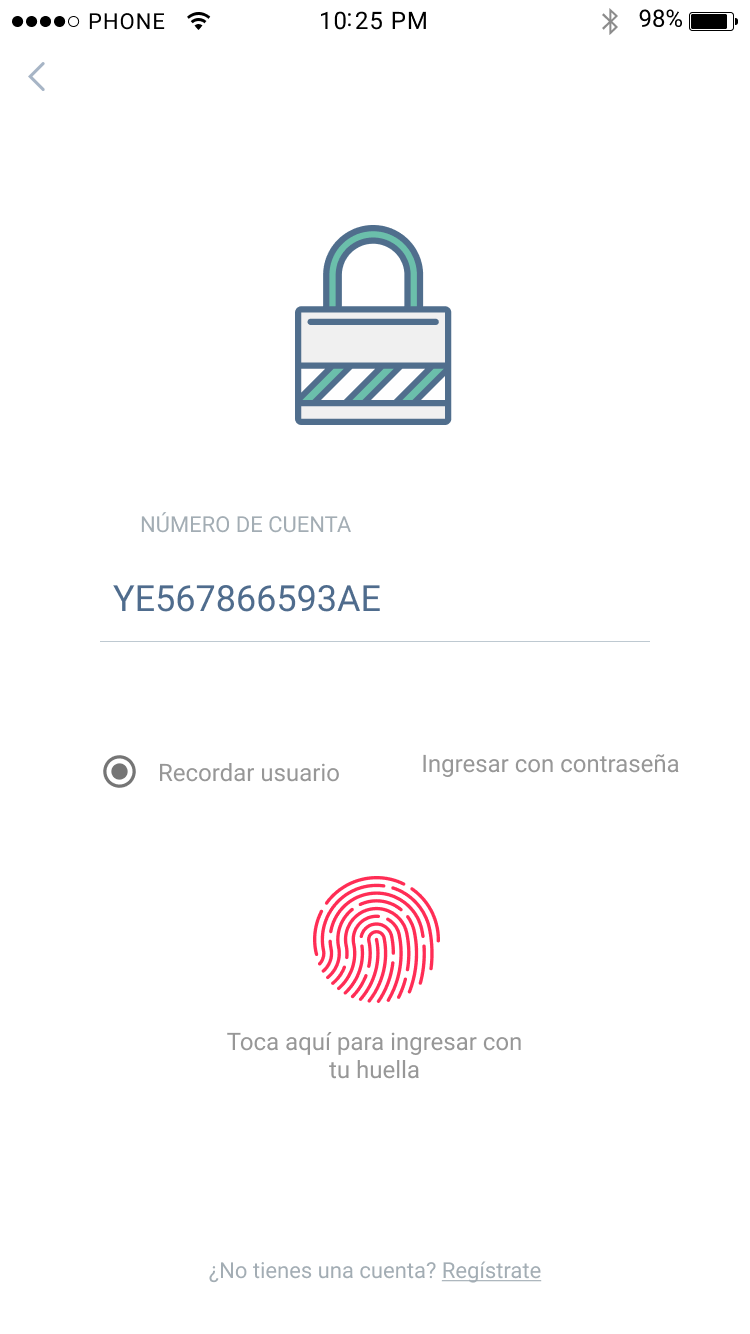 PHONE 10:25 PM 98%
NÚMERO DE CUENTA
YE567866593AE
Recordar usuario Ingresar con contraseña
Toca aquí para ingresar con
tu huella
¿No tienes una cuenta? Regístrate